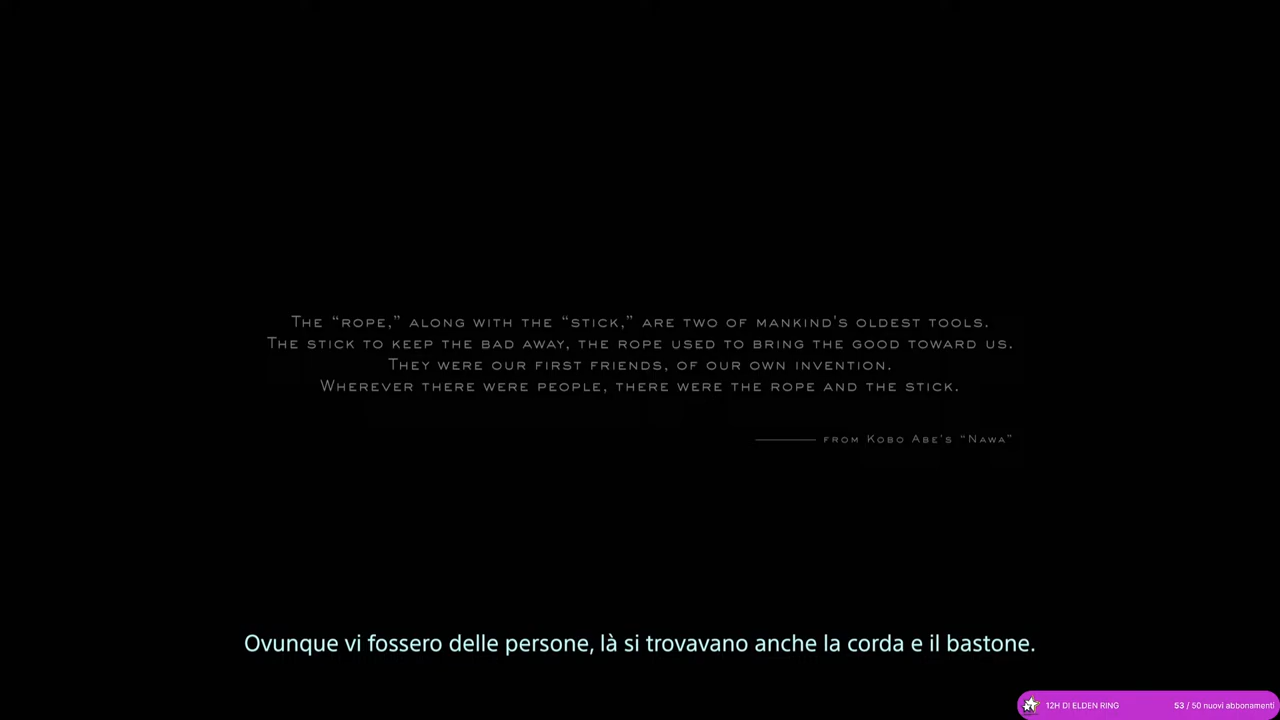 The “rope,” along with the “stick,” are two of mankind's oldest tools.
The stick to keep the bad away, the rope used to bring the good toward us.
They were our first friends, of our own invention.
Wherever there were people, there were the rope and the stick.
from Kobo Abe's “Nawa”
Ovunque vi fossero delle persone, là si trovavano anche la corda e il bastone.
12H DI ELDEN RING 53 / 50 nuovi abbonamenti